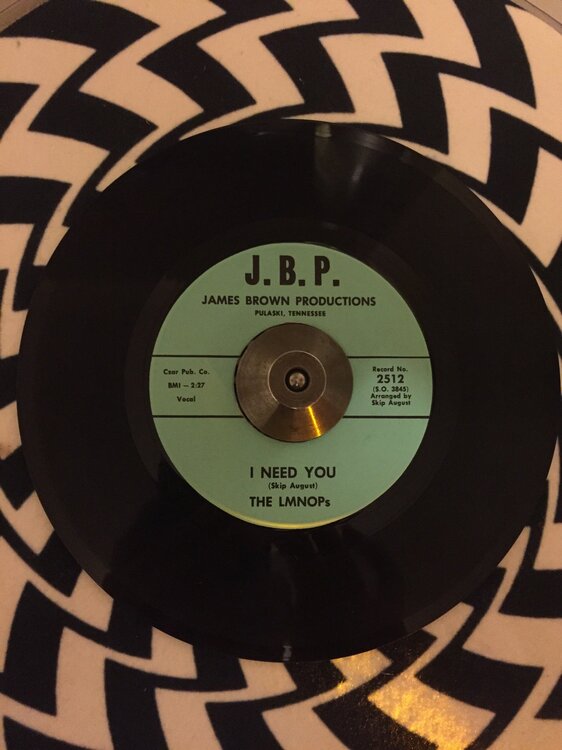 J. B. P.
JAMES BROWN PRODUCTIONS
PULASKI, TENNESSEE
Czar Pub. Co.
BMI — 2:27
Vocal
Record No.
2512
(S.O. 3845)
Arranged by
Skip August
I NEED YOU
(Skip August)
THE LMNOPs